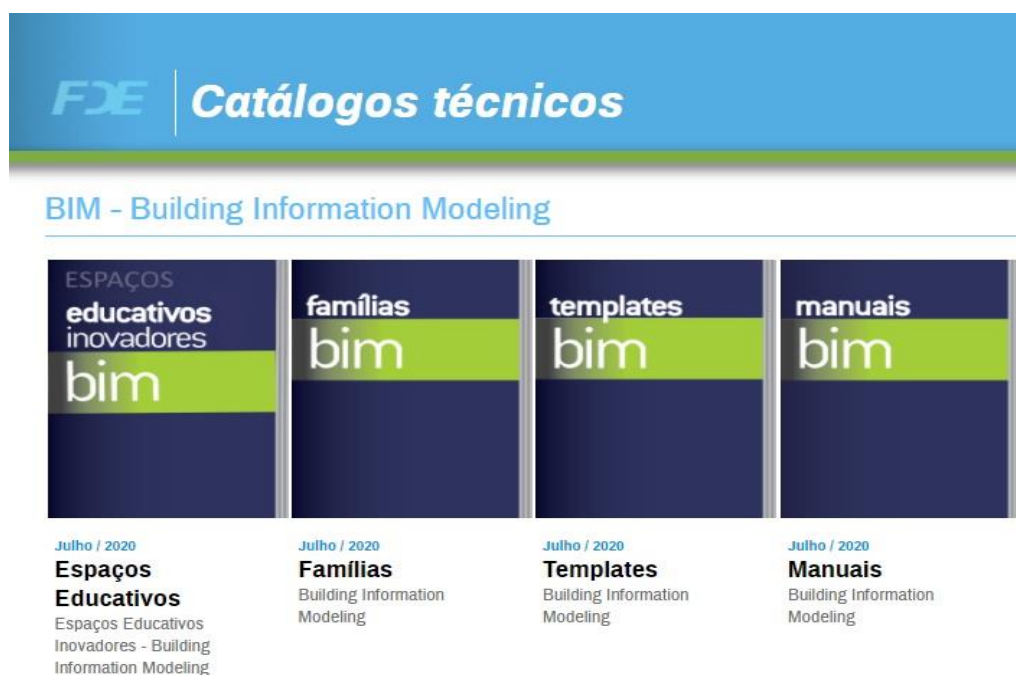 FDE
Catálogos técnicos
BIM - Building Information Modeling
ESPAÇOS
educativos
inovadores
bim
famílias
bim
templates
bim
manuais
bim
Julho / 2020
Espaços
Educativos
Espaços Educativos
Inovadores - Building
Information Modeling
Julho / 2020
Famílias
Building Information
Modeling
Julho / 2020
Templates
Building Information
Modeling
Julho / 2020
Manuais
Building Information
Modeling